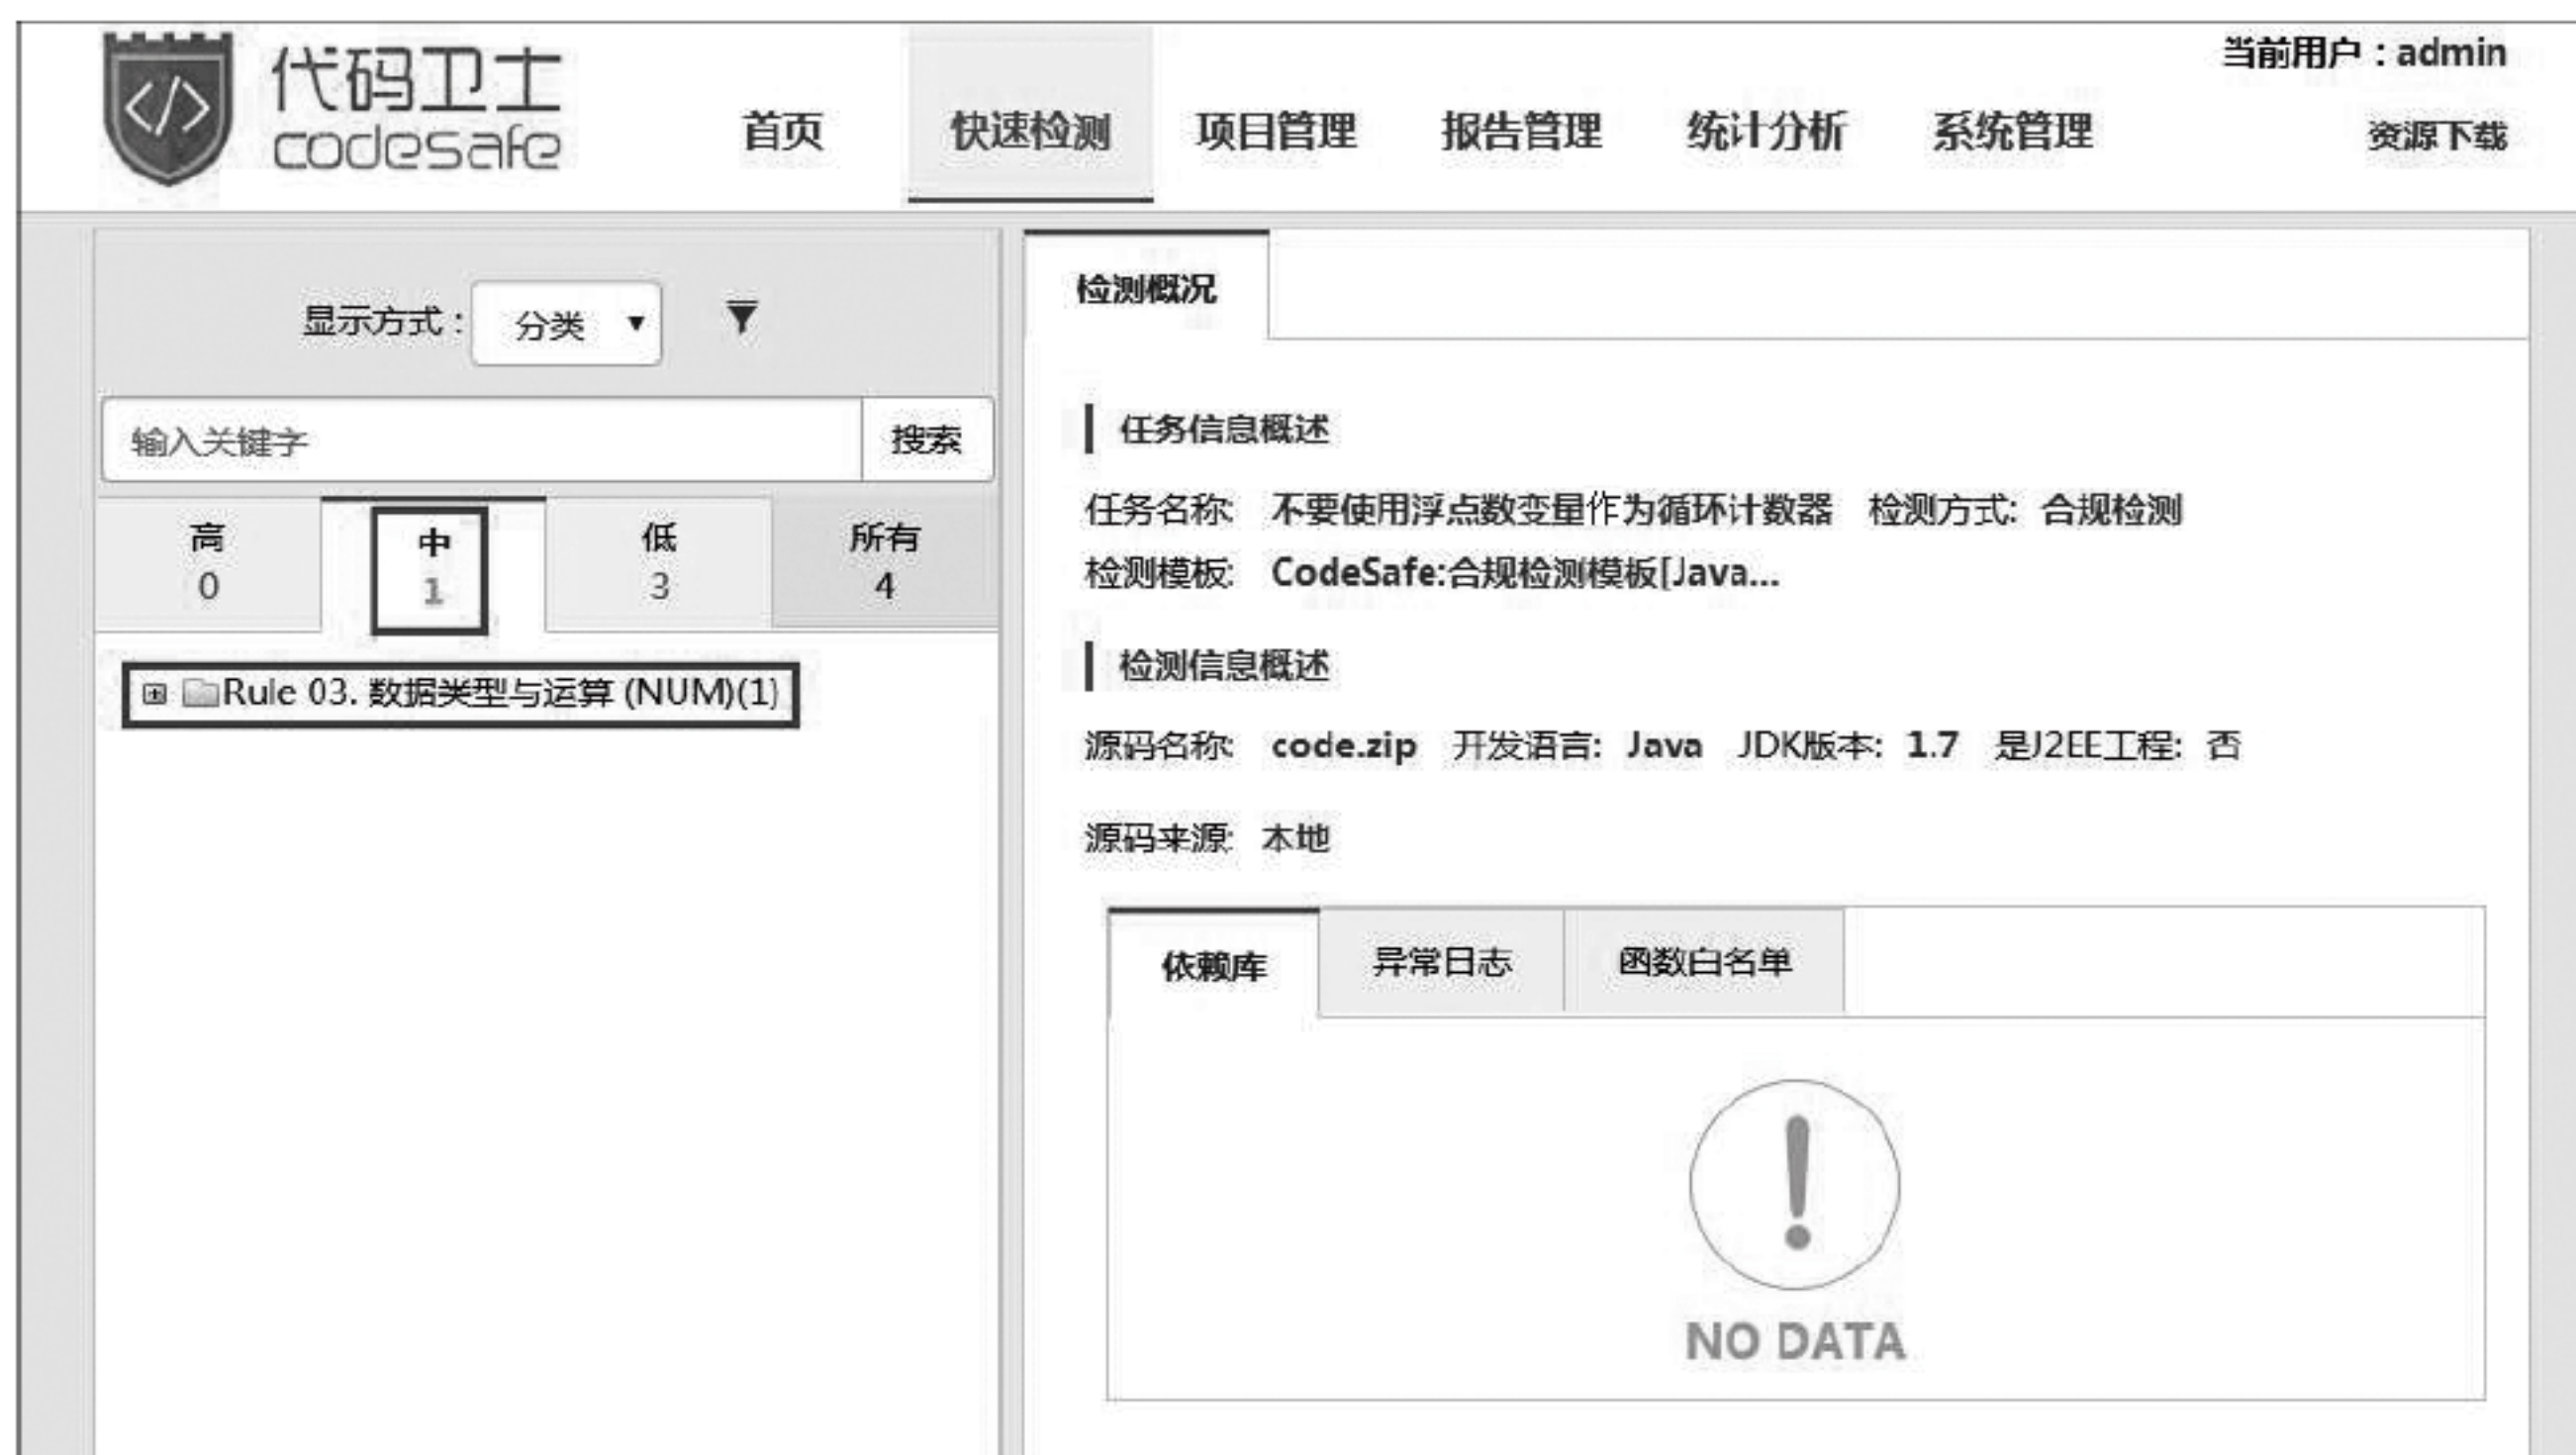 代码卫士
codesafe
当前用户：admin
首页 快速检测 项目管理 报告管理 统计分析 系统管理 资源下载
显示方式： 分类
输入关键字 搜索
高 中 低 所有
0 1 3 4
Rule 03. 数据类型与运算 (NUM)(1)
检测概况
任务信息概述
任务名称: 不要使用浮点数变量作为循环计数器 检测方式: 合规检测
检测模板: CodeSafe:合规检测模板[Java...
检测信息概述
源码名称: code.zip 开发语言: Java JDK版本: 1.7 是J2EE工程: 否
源码来源: 本地
依赖库 异常日志 函数白名单
NO DATA